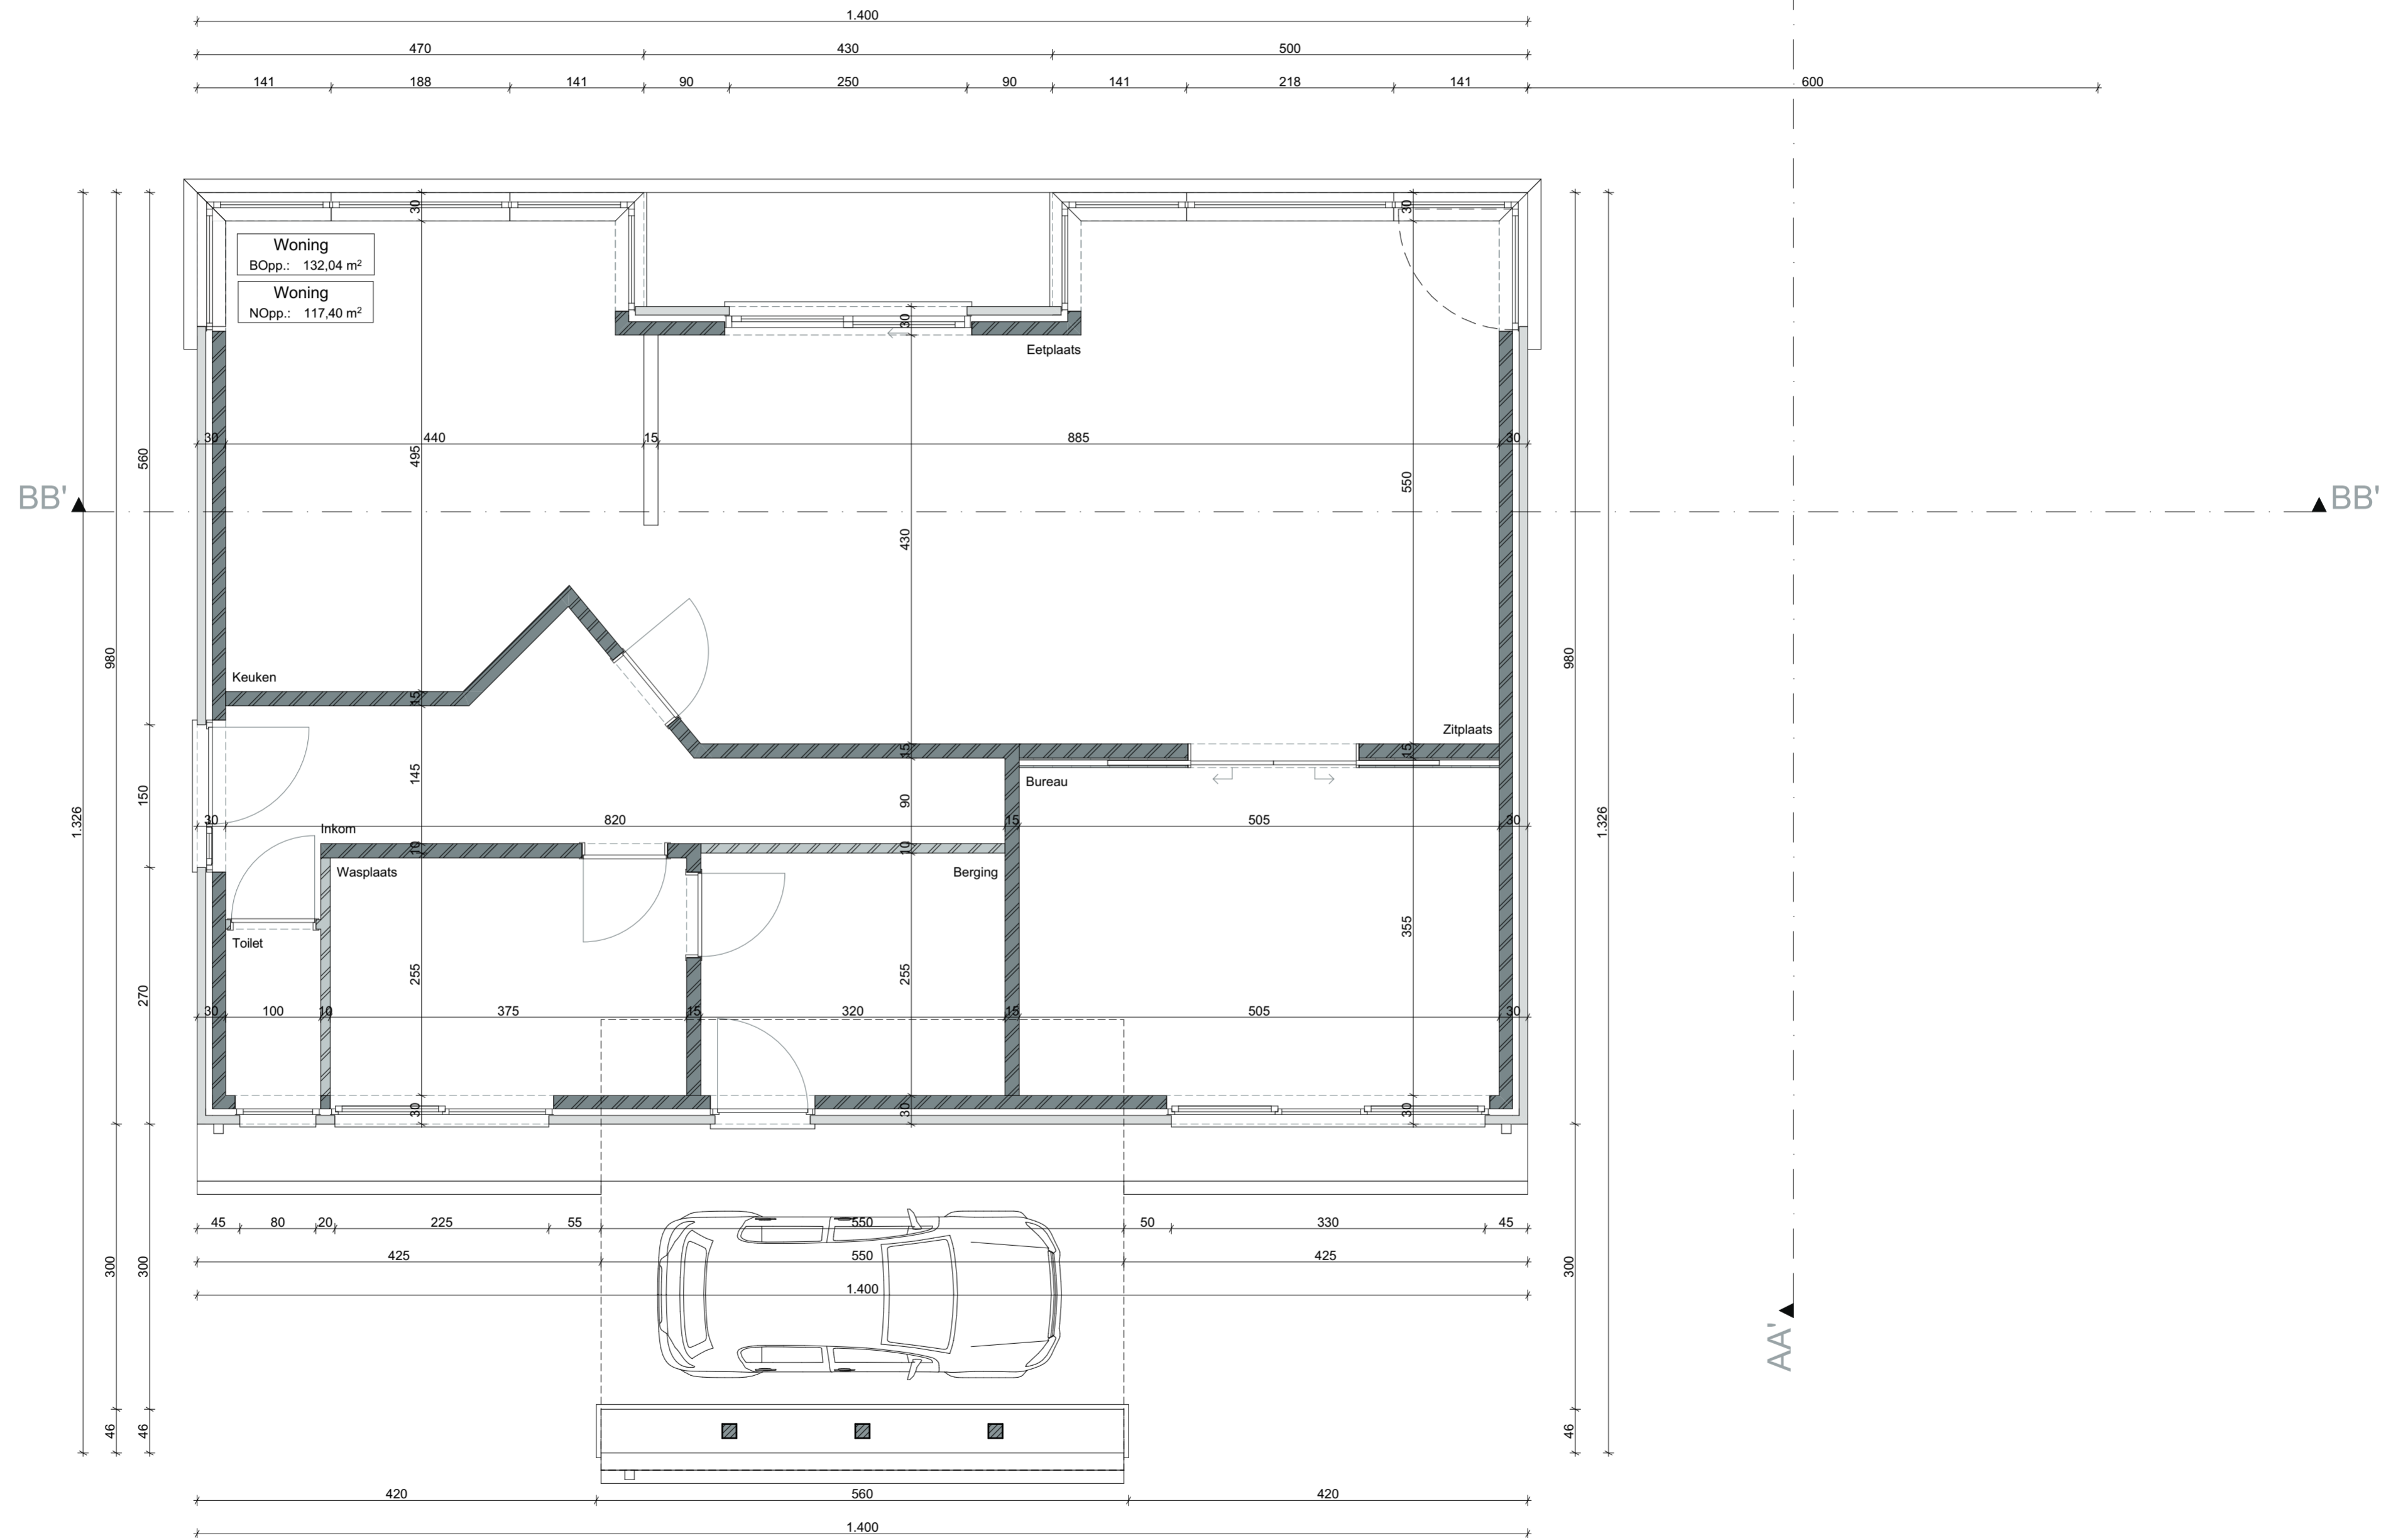 1.400
470 430 500
141 188 141 90 250 90 141 218 141 600
30 30
Woning
BOpp.: 132,04 m²
Woning
NOpp.: 117,40 m²
30
Eetplaats
30 440 15 885 30
495
560
550
BB' BB'
430
980 980
Keuken
15
Zitplaats
15 15
Bureau
145
150
90
1.326 1.326
30 820 15 505 30
Inkom
10 10
Wasplaats Berging
355
Toilet
255 255
270
30 100 10 375 15 320 15 505 30
30 30 30
45 80 20 225 55 550 50 330 45
425 550 425
300 300 300
1.400
AA'
46 46 46
420 560 420
1.400